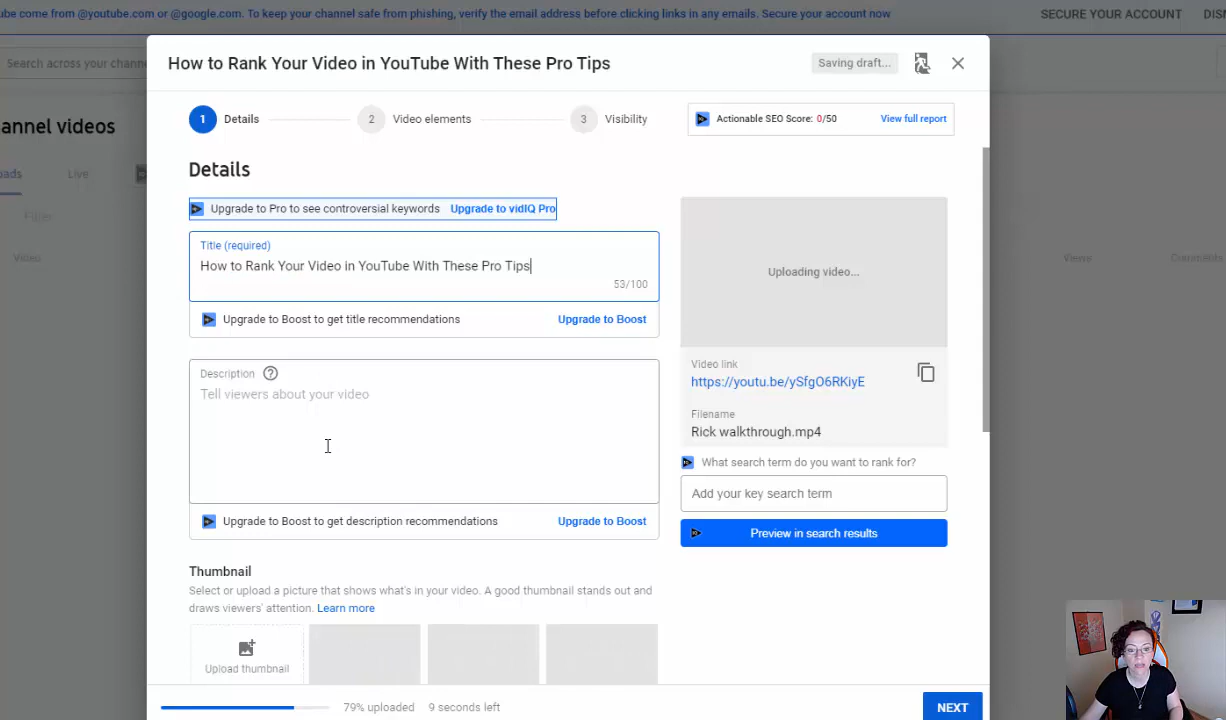 ube come from @youtube.com or @google.com. To keep your channel safe from phishing, verify the email address before clicking links in any emails. Secure your account now
SECURE YOUR ACCOUNT
DISM
Search across your chann
How to Rank Your Video in YouTube With These Pro Tips
Saving draft...
1
Details
2
Video elements
3
Visibility
Actionable SEO Score: 0/50
View full report
annel videos
oads
Live
Filter
Video
Views
Comments
Details
Upgrade to Pro to see controversial keywords
Upgrade to vidIQ Pro
Title (required)
How to Rank Your Video in YouTube With These Pro Tips
53/100
Upgrade to Boost to get title recommendations
Upgrade to Boost
Uploading video...
Description
Tell viewers about your video
Video link
https://youtu.be/ySfgO6RKiyE
Filename
Rick walkthrough.mp4
What search term do you want to rank for?
Add your key search term
Preview in search results
Upgrade to Boost to get description recommendations
Upgrade to Boost
Thumbnail
Select or upload a picture that shows what's in your video. A good thumbnail stands out and
draws viewers' attention. Learn more
Upload thumbnail
79% uploaded
9 seconds left
NEXT